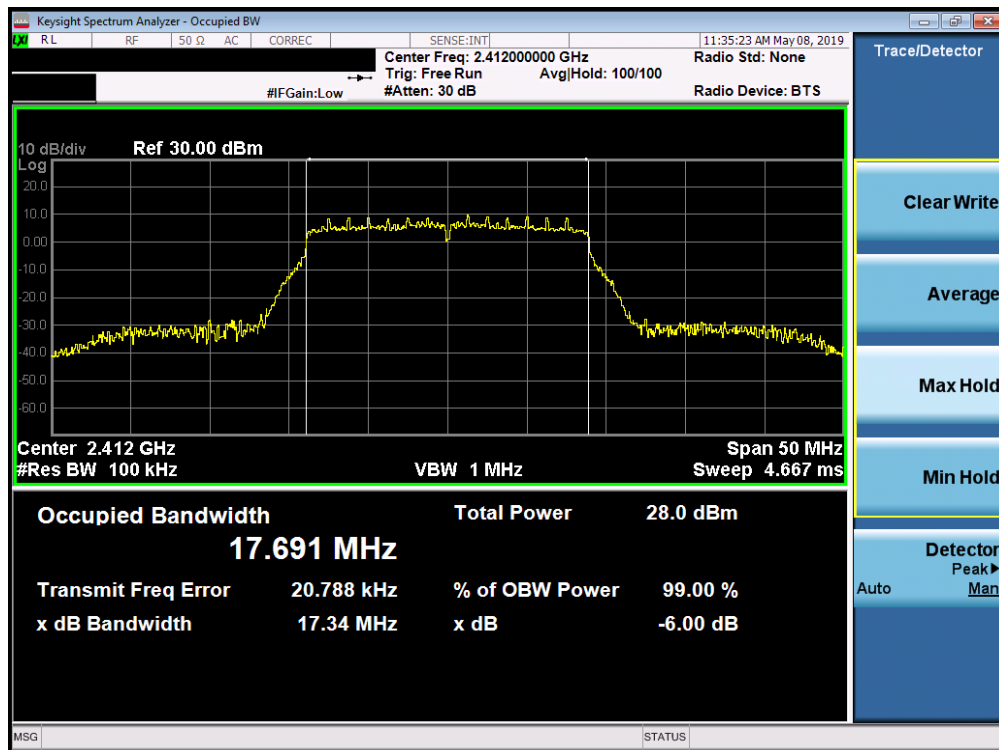 Keysight Spectrum Analyzer - Occupied BW
LXI RL RF 50 Ω AC CORREC SENSE:INT 11:35:23 AM May 08, 2019
Center Freq: 2.412000000 GHz Radio Std: None
Trig: Free Run Avg|Hold: 100/100
#IFGain:Low #Atten: 30 dB Radio Device: BTS
10 dB/div Ref 30.00 dBm
Log
20.0
10.0
0.00
-10.0
-20.0
-30.0
-40.0
-50.0
-60.0
Center 2.412 GHz Span 50 MHz
#Res BW 100 kHz VBW 1 MHz Sweep 4.667 ms
Occupied Bandwidth Total Power 28.0 dBm
17.691 MHz
Transmit Freq Error 20.788 kHz % of OBW Power 99.00 %
x dB Bandwidth 17.34 MHz x dB -6.00 dB
MSG STATUS
Trace/Detector
Clear Write
Average
Max Hold
Min Hold
Detector
Peak▶
Auto Man